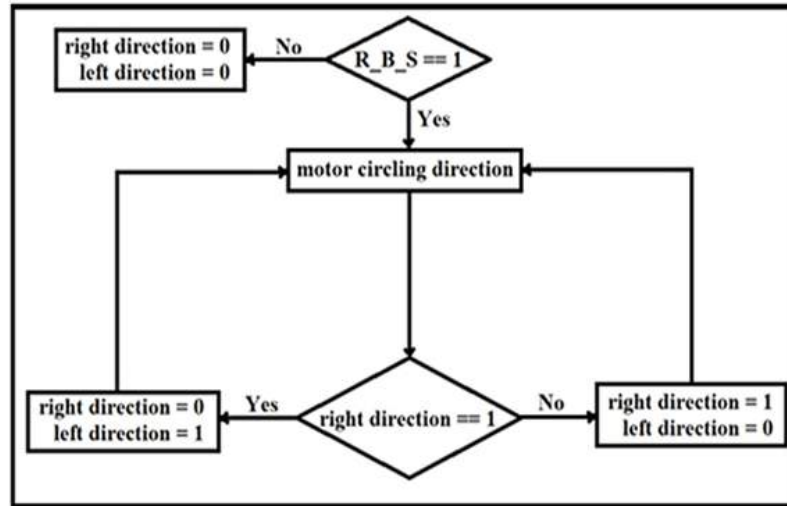 right direction = 0
left direction = 0
No
R_B_S == 1
Yes
motor circling direction
right direction = 0
left direction = 1
Yes
right direction == 1
No
right direction = 1
left direction = 0